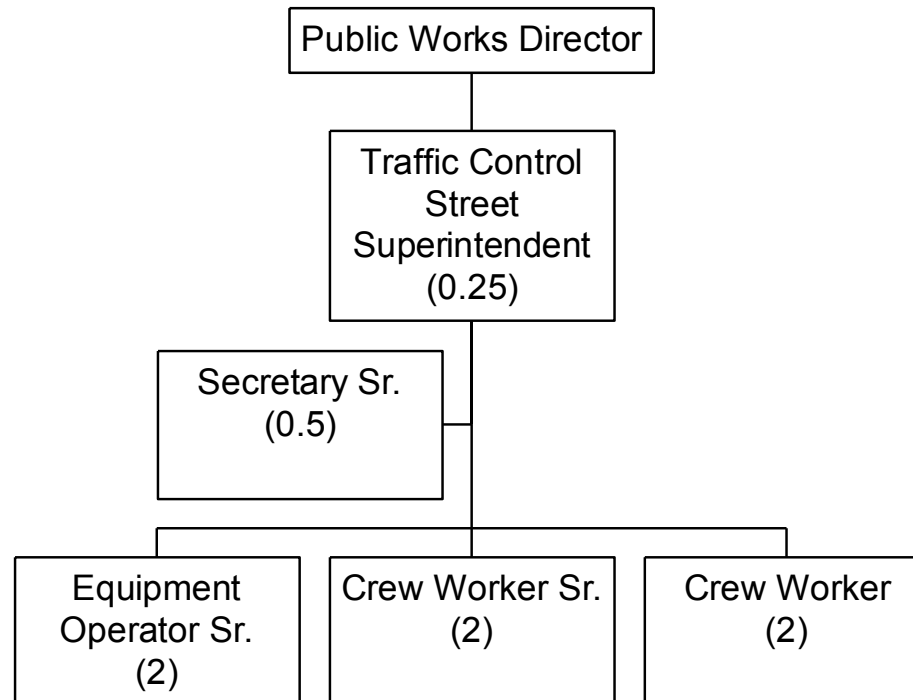 Public Works Director
Traffic Control
Street
Superintendent
(0.25)
Secretary Sr.
(0.5)
Equipment
Operator Sr.
(2)
Crew Worker Sr.
(2)
Crew Worker
(2)